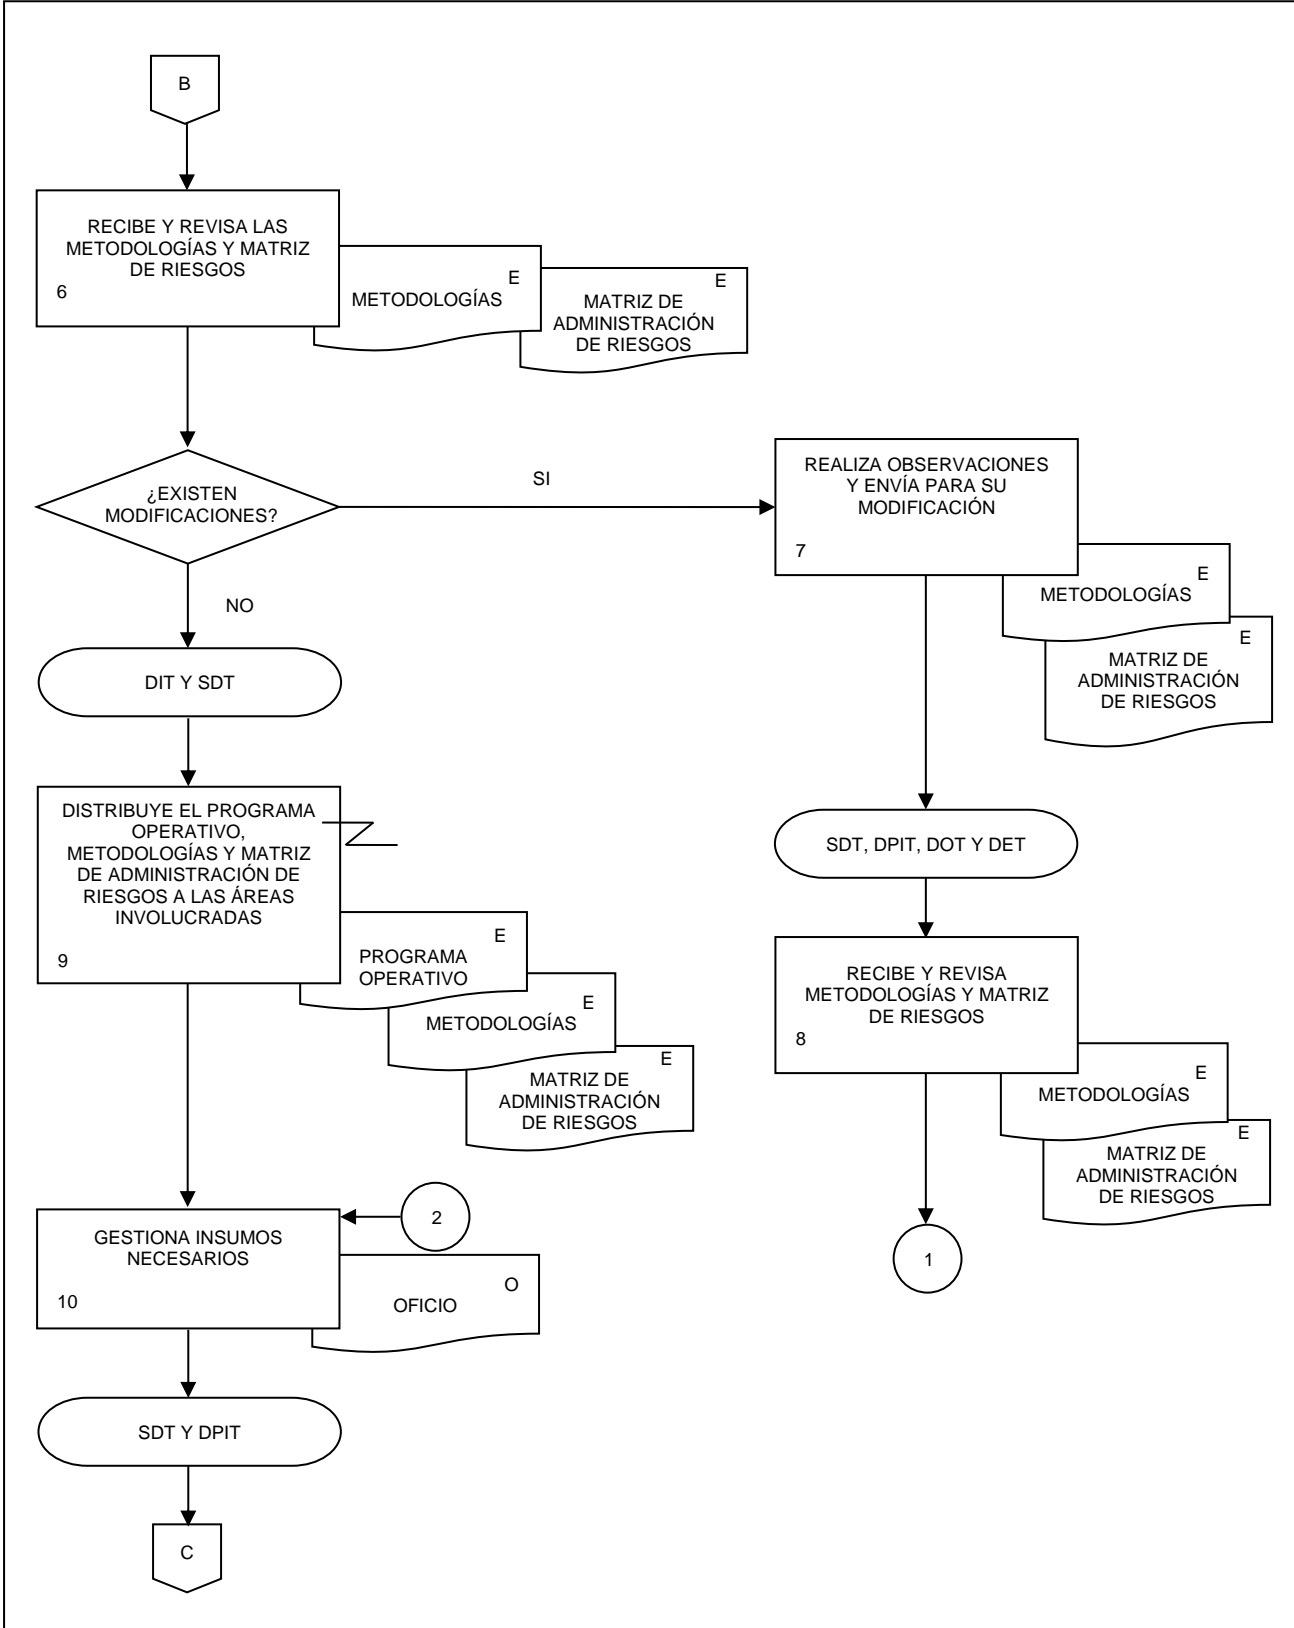 B
RECIBE Y REVISA LAS
METODOLOGÍAS Y MATRIZ
DE RIESGOS
6
E
METODOLOGÍAS
E
MATRIZ DE
ADMINISTRACIÓN
DE RIESGOS
¿EXISTEN
MODIFICACIONES?
SI
NO
REALIZA OBSERVACIONES
Y ENVÍA PARA SU
MODIFICACIÓN
7
E
METODOLOGÍAS
E
MATRIZ DE
ADMINISTRACIÓN
DE RIESGOS
DIT Y SDT
DISTRIBUYE EL PROGRAMA
OPERATIVO,
METODOLOGÍAS Y MATRIZ
DE ADMINISTRACIÓN DE
RIESGOS A LAS ÁREAS
INVOLUCRADAS
9
E
PROGRAMA
OPERATIVO
E
METODOLOGÍAS
E
MATRIZ DE
ADMINISTRACIÓN
DE RIESGOS
SDT, DPIT, DOT Y DET
RECIBE Y REVISA
METODOLOGÍAS Y MATRIZ
DE RIESGOS
8
E
METODOLOGÍAS
E
MATRIZ DE
ADMINISTRACIÓN
DE RIESGOS
1
2
GESTIONA INSUMOS
NECESARIOS
10
O
OFICIO
SDT Y DPIT
C